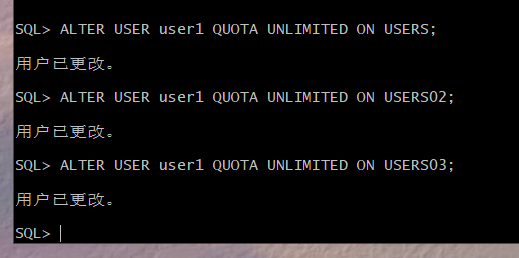 SQL> ALTER USER user1 QUOTA UNLIMITED ON USERS;
用户已更改。
SQL> ALTER USER user1 QUOTA UNLIMITED ON USERS02;
用户已更改。
SQL> ALTER USER user1 QUOTA UNLIMITED ON USERS03;
用户已更改。
SQL>